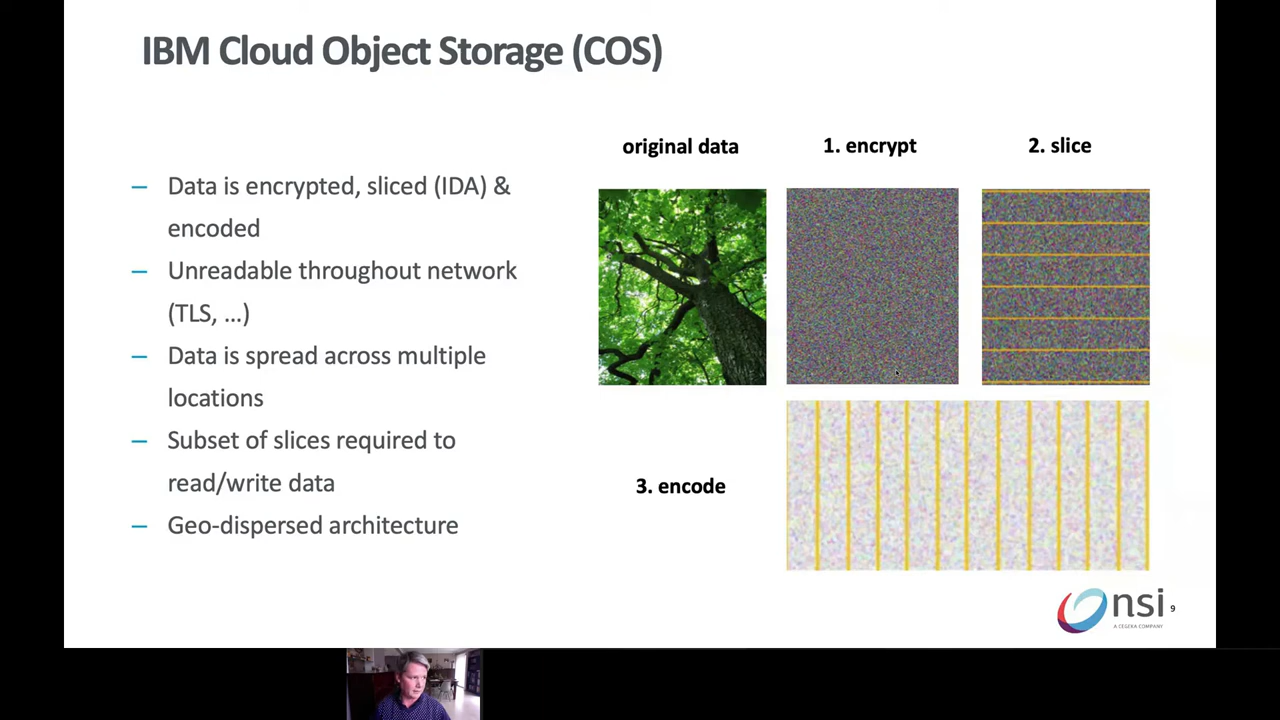 IBM Cloud Object Storage (COS)
original data
1. encrypt
2. slice
– Data is encrypted, sliced (IDA) &
encoded
– Unreadable throughout network
(TLS, ...)
– Data is spread across multiple
locations
– Subset of slices required to
read/write data
– Geo-dispersed architecture
3. encode
nsi
A CEGEKA COMPANY
9